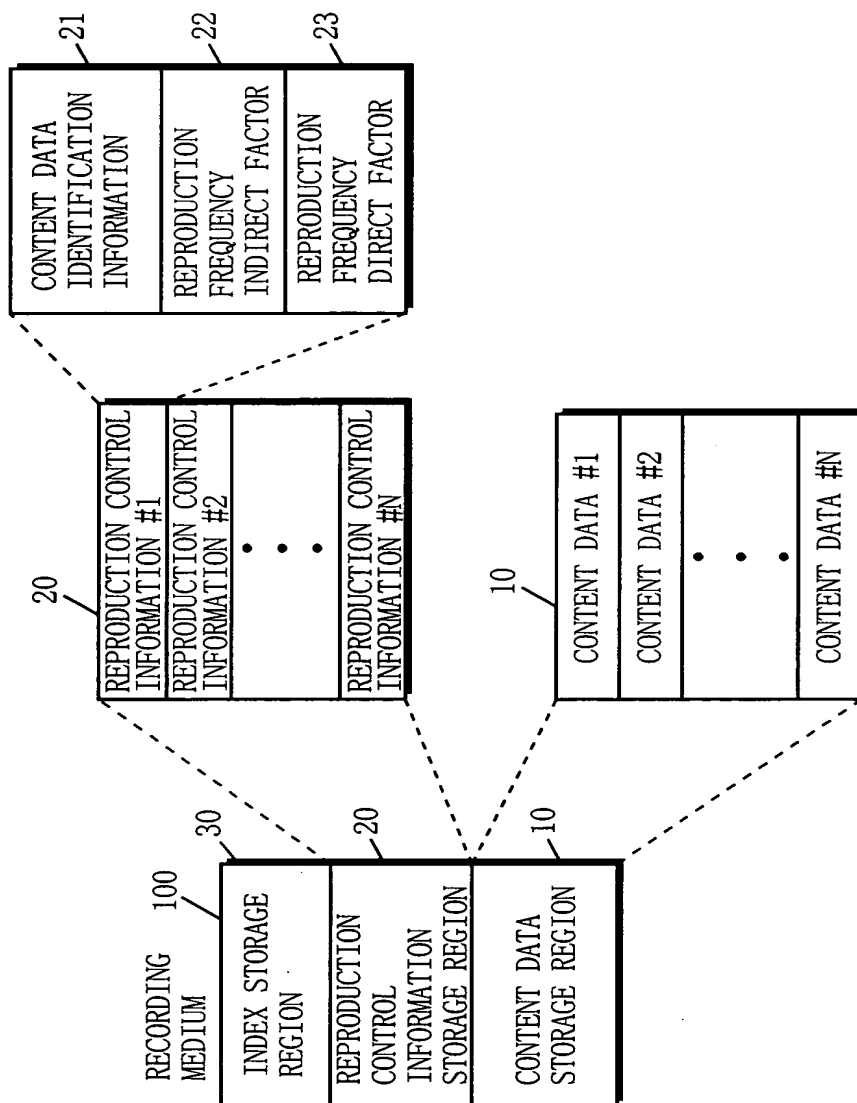 RECORDING
MEDIUM
100
INDEX STORAGE
REGION
30
REPRODUCTION
CONTROL
INFORMATION
STORAGE REGION
20
CONTENT DATA
STORAGE REGION
10
20
REPRODUCTION CONTROL
INFORMATION #1
REPRODUCTION CONTROL
INFORMATION #2
REPRODUCTION CONTROL
INFORMATION #N
10
CONTENT DATA #1
CONTENT DATA #2
CONTENT DATA #N
CONTENT DATA
IDENTIFICATION
INFORMATION
21
REPRODUCTION
FREQUENCY
INDIRECT FACTOR
22
REPRODUCTION
FREQUENCY
DIRECT FACTOR
23